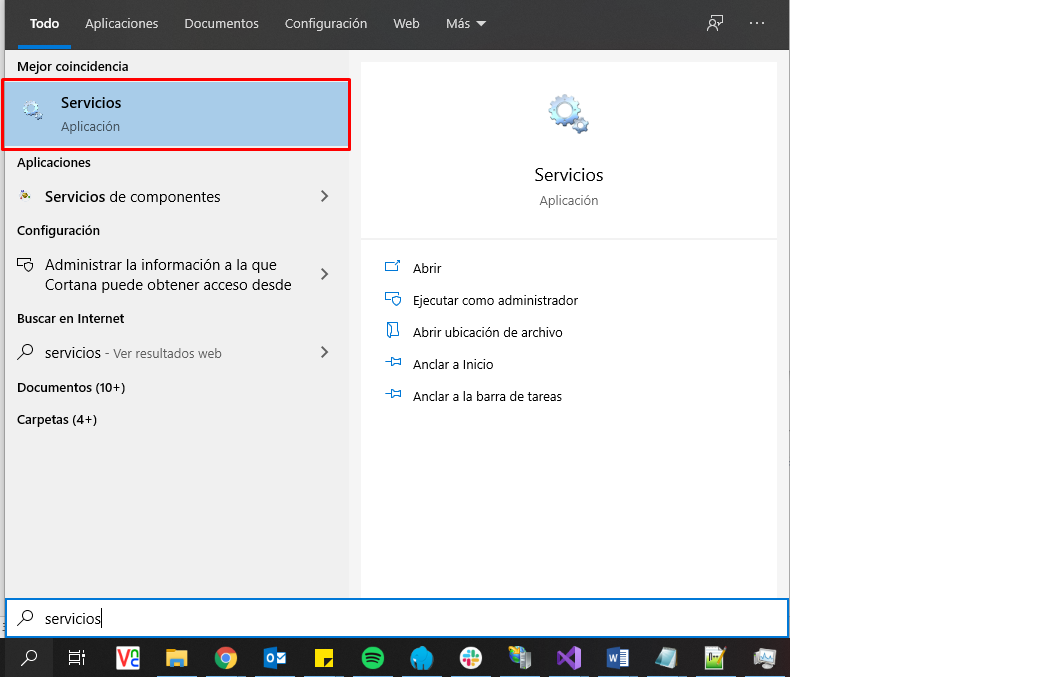 Todo Aplicaciones Documentos Configuración Web Más
Mejor coincidencia
Servicios
Aplicación
Aplicaciones
Servicios de componentes
Configuración
Administrar la información a la que
Cortana puede obtener acceso desde
Buscar en Internet
servicios - Ver resultados web
Documentos (10+)
Carpetas (4+)
Servicios
Aplicación
Abrir
Ejecutar como administrador
Abrir ubicación de archivo
Anclar a Inicio
Anclar a la barra de tareas
servicios